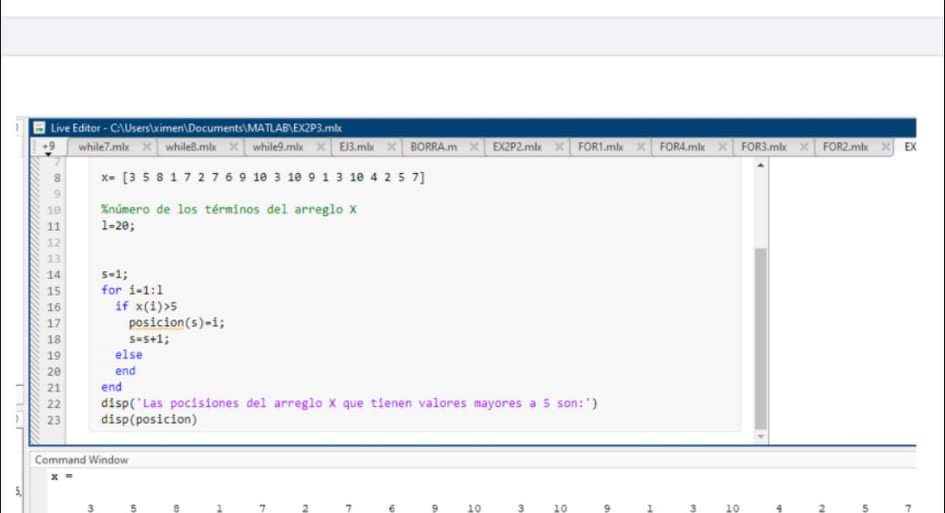 Live Editor - C:\Users\ximen\Documents\MATLAB\EX2P3.mlx
+9 while7.mlx while8.mlx while9.mlx EJ3.mlx BORRA.m EX2P2.mlx FOR1.mlx FOR4.mlx FOR3.mlx FOR2.mlx EX
7
8 x= [3 5 8 1 7 2 7 6 9 10 3 10 9 1 3 10 4 2 5 7]
9
10 %número de los términos del arreglo X
11 l=20;
12
13
14 s=1;
15 for i=1:l
16 if x(i)>5
17 posicion(s)=i;
18 s=s+1;
19 else
20 end
21 end
22 disp('Las pocisiones del arreglo X que tienen valores mayores a 5 son:')
23 disp(posicion)
Command Window
x =
3 5 8 1 7 2 7 6 9 10 3 10 9 1 3 10 4 2 5 7